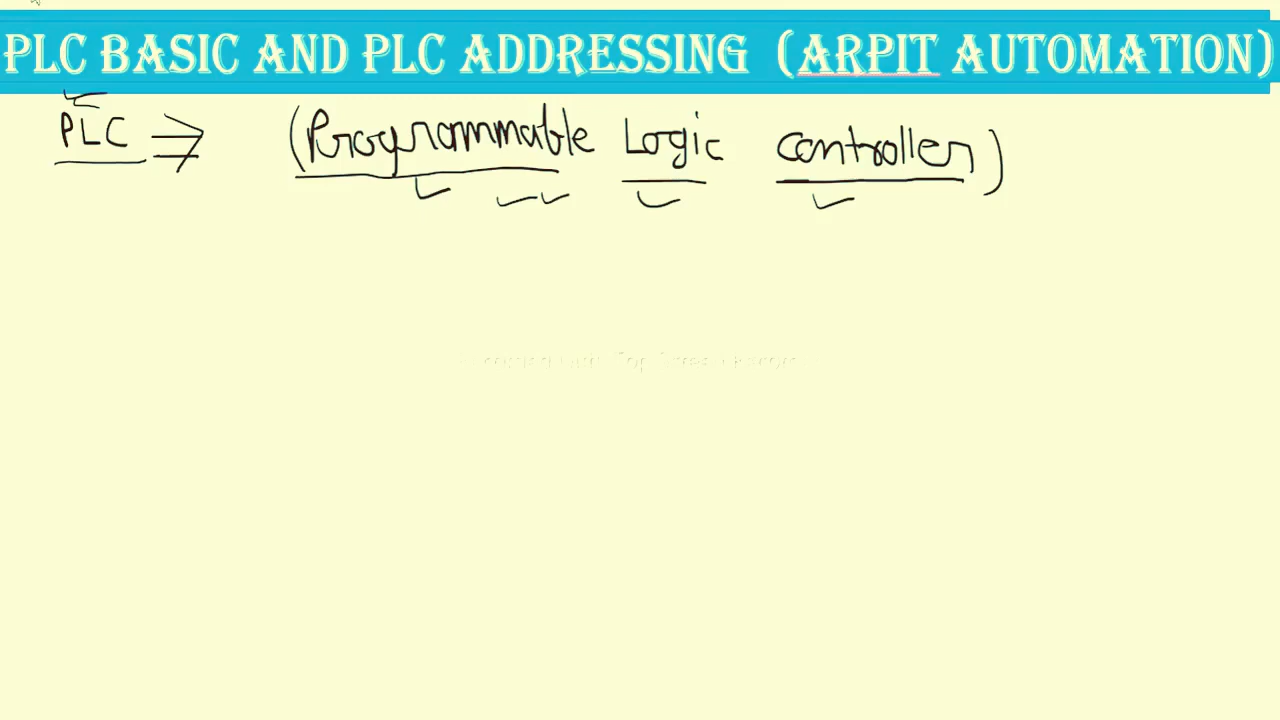 PLC BASIC AND PLC ADDRESSING (ARPIT AUTOMATION)
PLC ⇒ (Programmable Logic Controller)